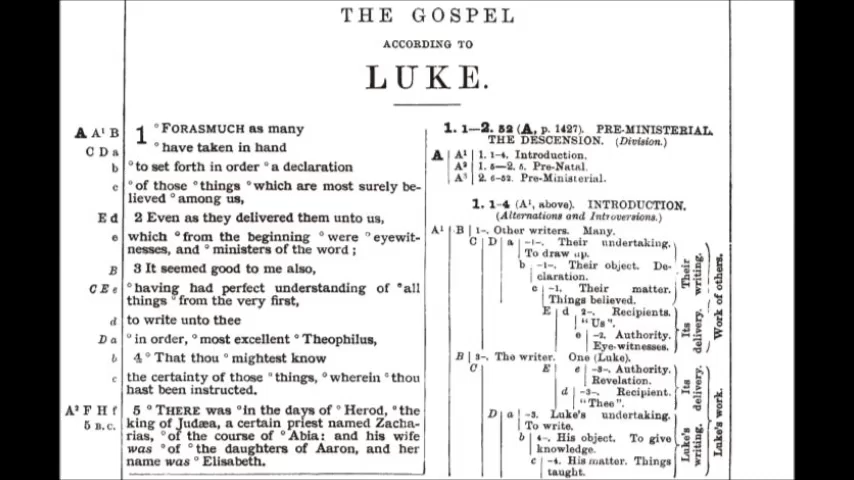 THE GOSPEL
ACCORDING TO
LUKE.
A A¹ B
C D a
b
c
E d
e
B
C E e
d
D a
b
c
A² F H f
5 B.C.
1 °FORASMUCH as many
°have taken in hand
°to set forth in order °a declaration
°of those °things °which are most surely be-
lieved °among us,
2 Even as they delivered them unto us,
which °from the beginning °were °eyewit-
nesses, and °ministers of the word;
3 It seemed good to me also,
°having had perfect understanding of °all
things °from the very first,
to write unto thee
°in order, °most excellent °Theophilus,
4 °That thou °mightest know
the certainty of those °things, °wherein °thou
hast been instructed.
5 °THERE was °in the days of °Herod, °the
king of Judæa, a certain priest named Zacha-
rias, °of the course of °Abia: and his wife
was °of °the daughters of Aaron, and her
name was °Elisabeth.
1. 1—2. 52 (A, p. 1427). PRE-MINISTERIAL.
THE DESCENSION. (Division.)
A | A¹ | 1. 1-4. Introduction.
A² | 1. 5—2. 5. Pre-Natal.
A³ | 2. 6-52. Pre-Ministerial.
1. 1-4 (A¹, above). INTRODUCTION.
(Alternations and Introversions.)
A¹ | B | 1-. Other writers. Many.
C | D | a | -1-. Their undertaking.
To draw up.
b | -1-. Their object. De-
claration.
c | -1. Their matter.
Things believed.
E | d | 2-. Recipients.
"Us".
e | -2. Authority.
Eye-witnesses.
B | 3-. The writer. One (Luke).
C | E | e | -3-. Authority.
Revelation.
d | -3-. Recipient.
"Thee".
D | a | -3. Luke's undertaking.
To write.
b | 4-. His object. To give
knowledge.
c | -4. His matter. Things
taught.
Their
writing.
Its
delivery.
Work of others.
Its
delivery.
Luke's
writing.
Luke's work.